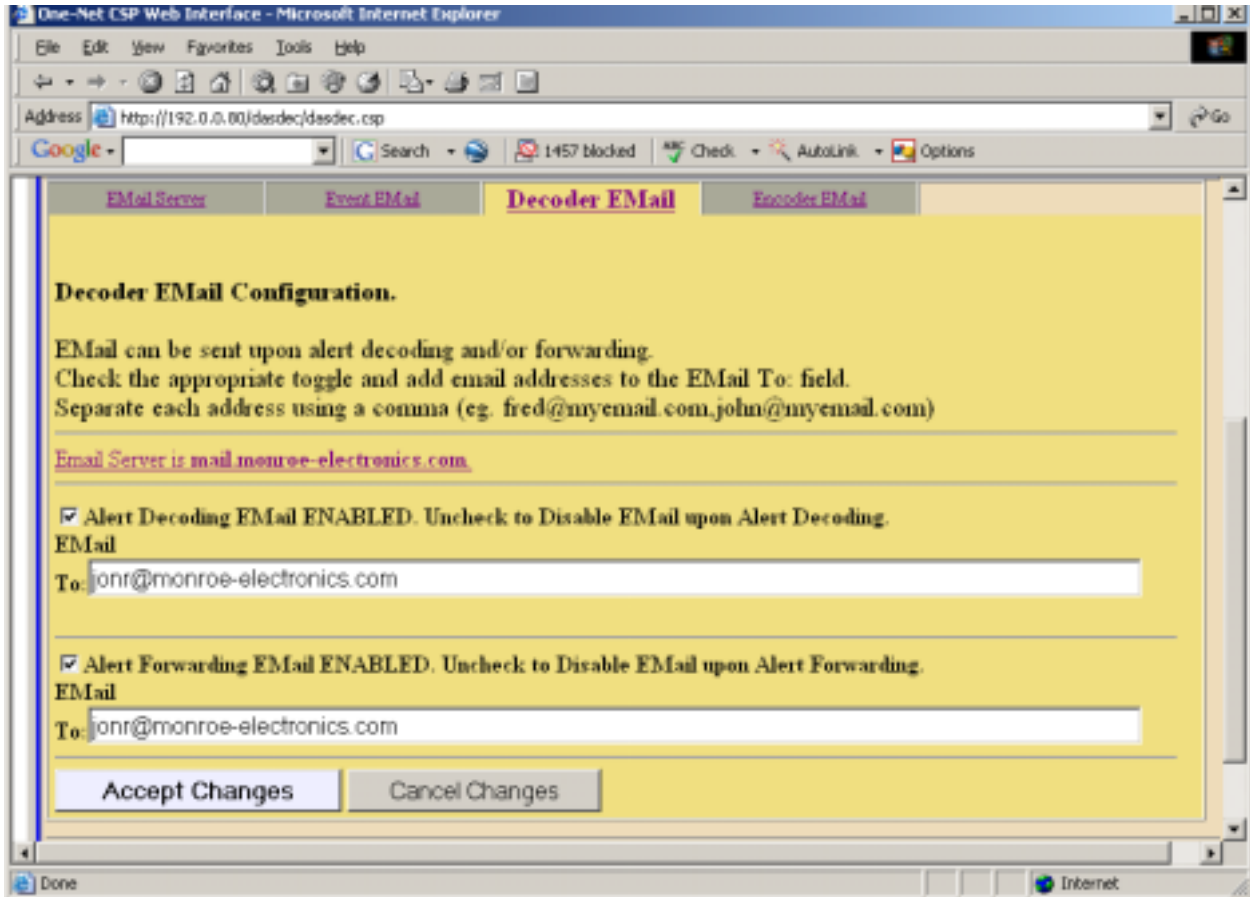 One-Net CSP Web Interface - Microsoft Internet Explorer
File Edit View Favorites Tools Help
Address http://192.0.0.80/dasdec/dasdec.csp Go
Google Search 1457 blocked ABC Check AutoLink Options
EMail Server Event EMail Decoder EMail Encoder EMail
Decoder EMail Configuration.
EMail can be sent upon alert decoding and/or forwarding.
Check the appropriate toggle and add email addresses to the EMail To: field.
Separate each address using a comma (eg. fred@myemail.com,john@myemail.com)
Email Server is mail.monroe-electronics.com.
Alert Decoding EMail ENABLED. Uncheck to Disable EMail upon Alert Decoding.
EMail
To: jonr@monroe-electronics.com
Alert Forwarding EMail ENABLED. Uncheck to Disable EMail upon Alert Forwarding.
EMail
To: jonr@monroe-electronics.com
Accept Changes Cancel Changes
Done Internet